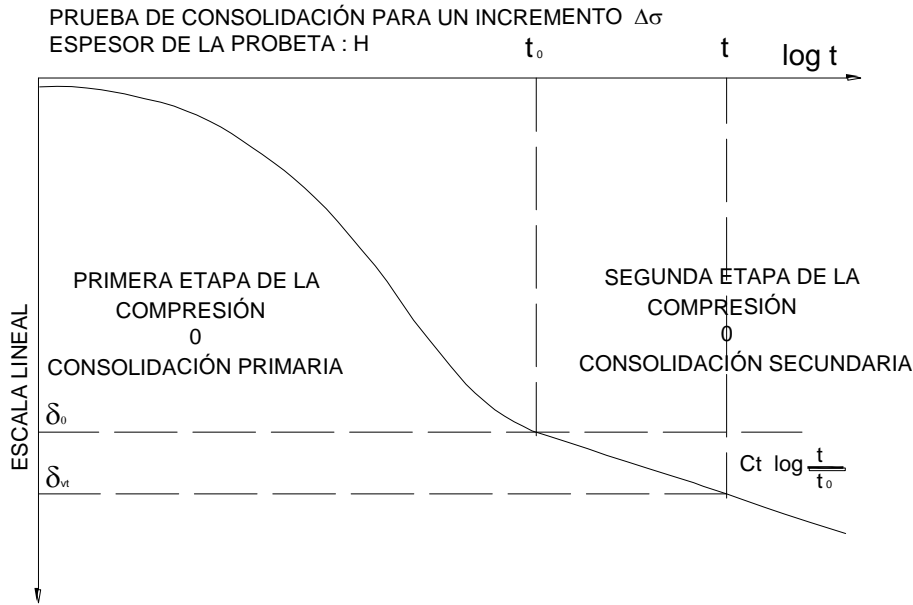 PRUEBA DE CONSOLIDACIÓN PARA UN INCREMENTO Δσ
ESPESOR DE LA PROBETA : H
t₀
t
log t
PRIMERA ETAPA DE LA
COMPRESIÓN
0
CONSOLIDACIÓN PRIMARIA
SEGUNDA ETAPA DE LA
COMPRESIÓN
0
CONSOLIDACIÓN SECUNDARIA
ESCALA LINEAL
δ₀
δvt
Ct log t
t₀